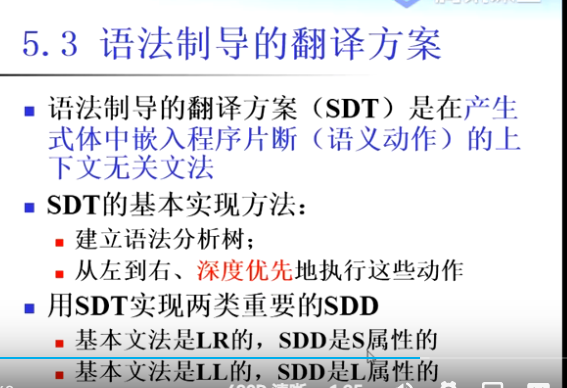 5.3 语法制导的翻译方案
语法制导的翻译方案（SDT）是在产生
式体中嵌入程序片断（语义动作）的上
下文无关文法
SDT的基本实现方法：
建立语法分析树；
从左到右、深度优先地执行这些动作
用SDT实现两类重要的SDD
基本文法是LR的，SDD是S属性的
基本文法是LL的，SDD是L属性的